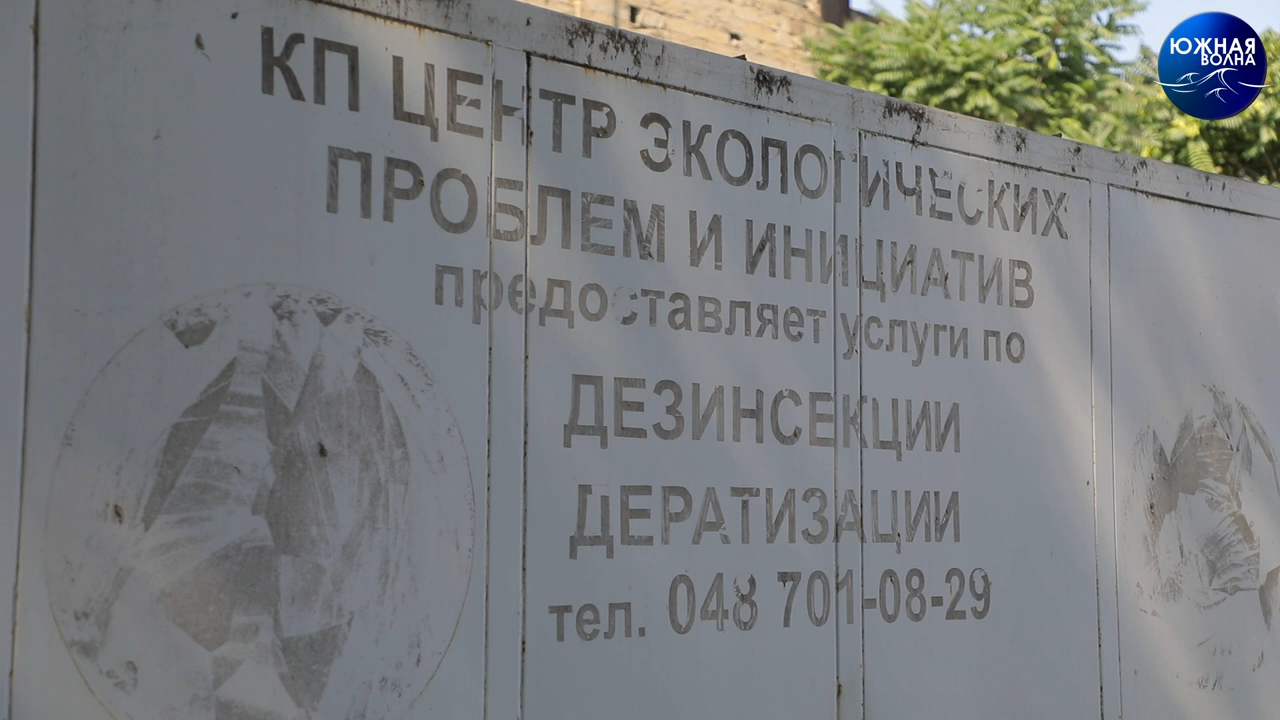 КП ЦЕНТР ЭКОЛОГИЧЕСКИХ
ПРОБЛЕМ И ИНИЦИАТИВ
предоставляет услуги по
ДЕЗИНСЕКЦИИ
ДЕРАТИЗАЦИИ
тел. 048 701-08-29
ЮЖНАЯ
ВОЛНА